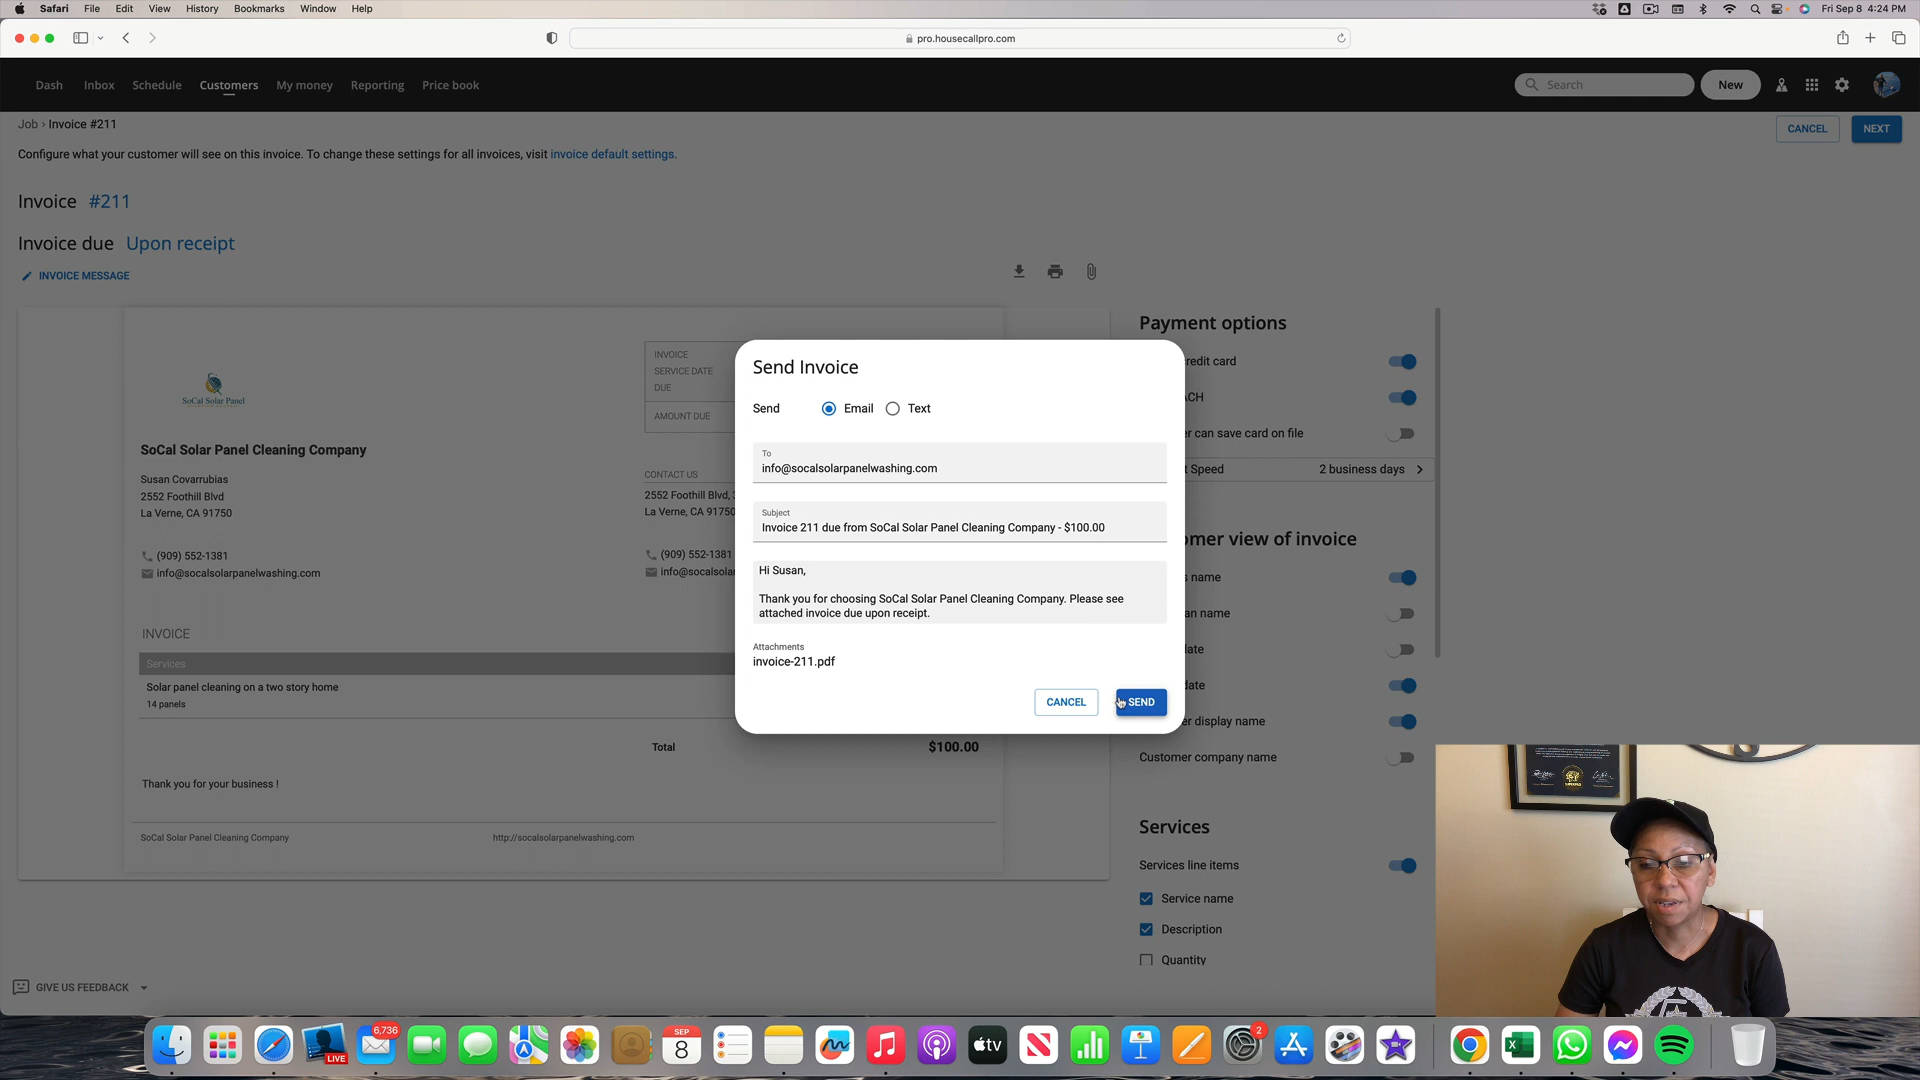 Safari File Edit View History Bookmarks Window Help
Fri Sep 8 4:24 PM
pro.housecallpro.com
Dash Inbox Schedule Customers My money Reporting Price book
Search
New
Job › Invoice #211
CANCEL
NEXT
Configure what your customer will see on this invoice. To change these settings for all invoices, visit invoice default settings.
Invoice #211
Invoice due Upon receipt
INVOICE MESSAGE
SoCal Solar Panel
INVOICE
SERVICE DATE
DUE
AMOUNT DUE
SoCal Solar Panel Cleaning Company
Susan Covarrubias
2552 Foothill Blvd
La Verne, CA 91750
(909) 552-1381
info@socalsolarpanelwashing.com
CONTACT US
2552 Foothill Blvd,
La Verne, CA 91750
(909) 552-1381
info@socalsolar
INVOICE
Services
Solar panel cleaning on a two story home
14 panels
Total $100.00
Thank you for your business !
SoCal Solar Panel Cleaning Company
http://socalsolarpanelwashing.com
Send Invoice
Send Email Text
To
info@socalsolarpanelwashing.com
Subject
Invoice 211 due from SoCal Solar Panel Cleaning Company - $100.00
Hi Susan,
Thank you for choosing SoCal Solar Panel Cleaning Company. Please see
attached invoice due upon receipt.
Attachments
invoice-211.pdf
CANCEL
SEND
Payment options
redit card
ACH
r can save card on file
t Speed 2 business days
omer view of invoice
s name
an name
ate
date
er display name
Customer company name
Services
Services line items
Service name
Description
Quantity
GIVE US FEEDBACK
LIVE
6,736
SEP
8
tv
2